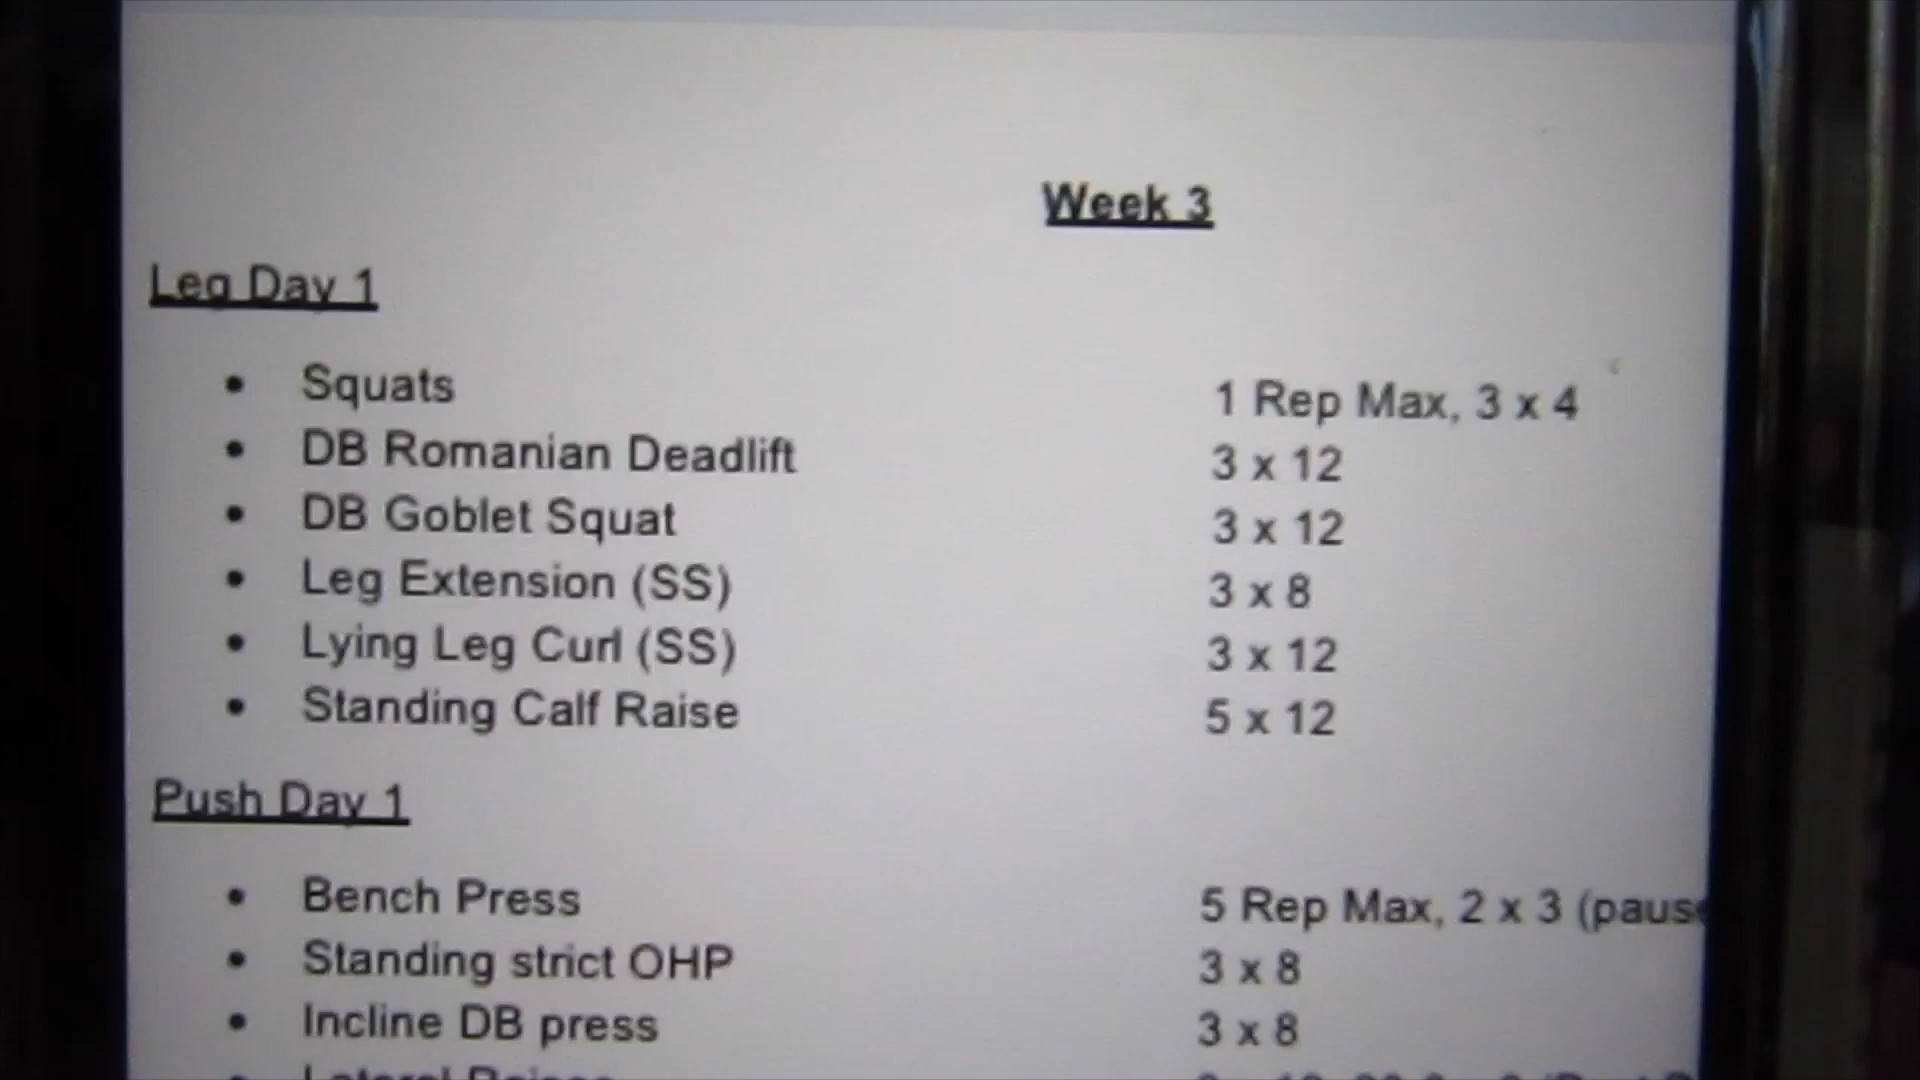 Week 3
Leg Day 1
• Squats 1 Rep Max, 3 x 4
• DB Romanian Deadlift 3 x 12
• DB Goblet Squat 3 x 12
• Leg Extension (SS) 3 x 8
• Lying Leg Curl (SS) 3 x 12
• Standing Calf Raise 5 x 12
Push Day 1
• Bench Press 5 Rep Max, 2 x 3 (paus
• Standing strict OHP 3 x 8
• Incline DB press 3 x 8
• Lateral Raises